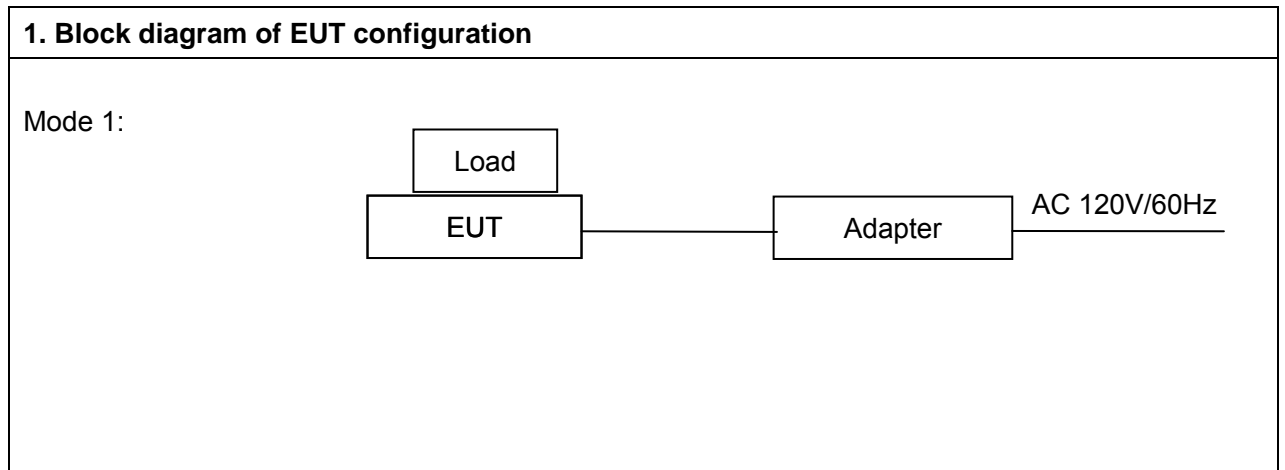 1. Block diagram of EUT configuration
Mode 1:
Load
EUT
Adapter
AC 120V/60Hz